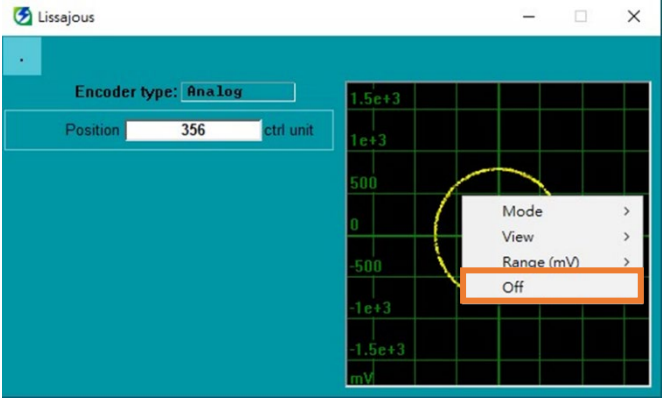 Lissajous
.
Encoder type: Analog
Position 356 ctrl unit
1.5e+3
1e+3
500
0
-500
-1e+3
-1.5e+3
mV
Mode
View
Range (mV)
Off